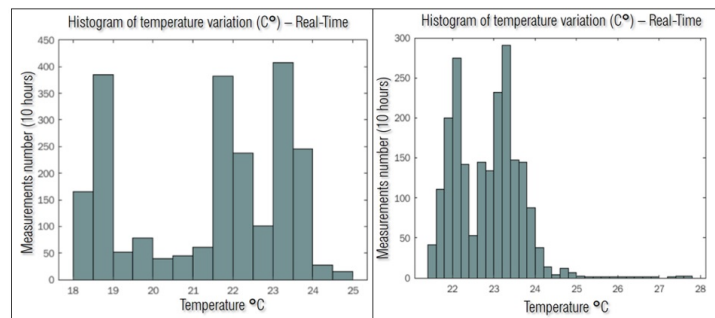 Histogram of temperature variation (C°) – Real-Time
Measurements number (10 hours)
450
400
350
300
250
200
150
100
50
0
18 19 20 21 22 23 24 25
Temperature °C
Histogram of temperature variation (C°) – Real-Time
Measurements number (10 hours)
300
250
200
150
100
50
0
22 23 24 25 26 27 28
Temperature °C